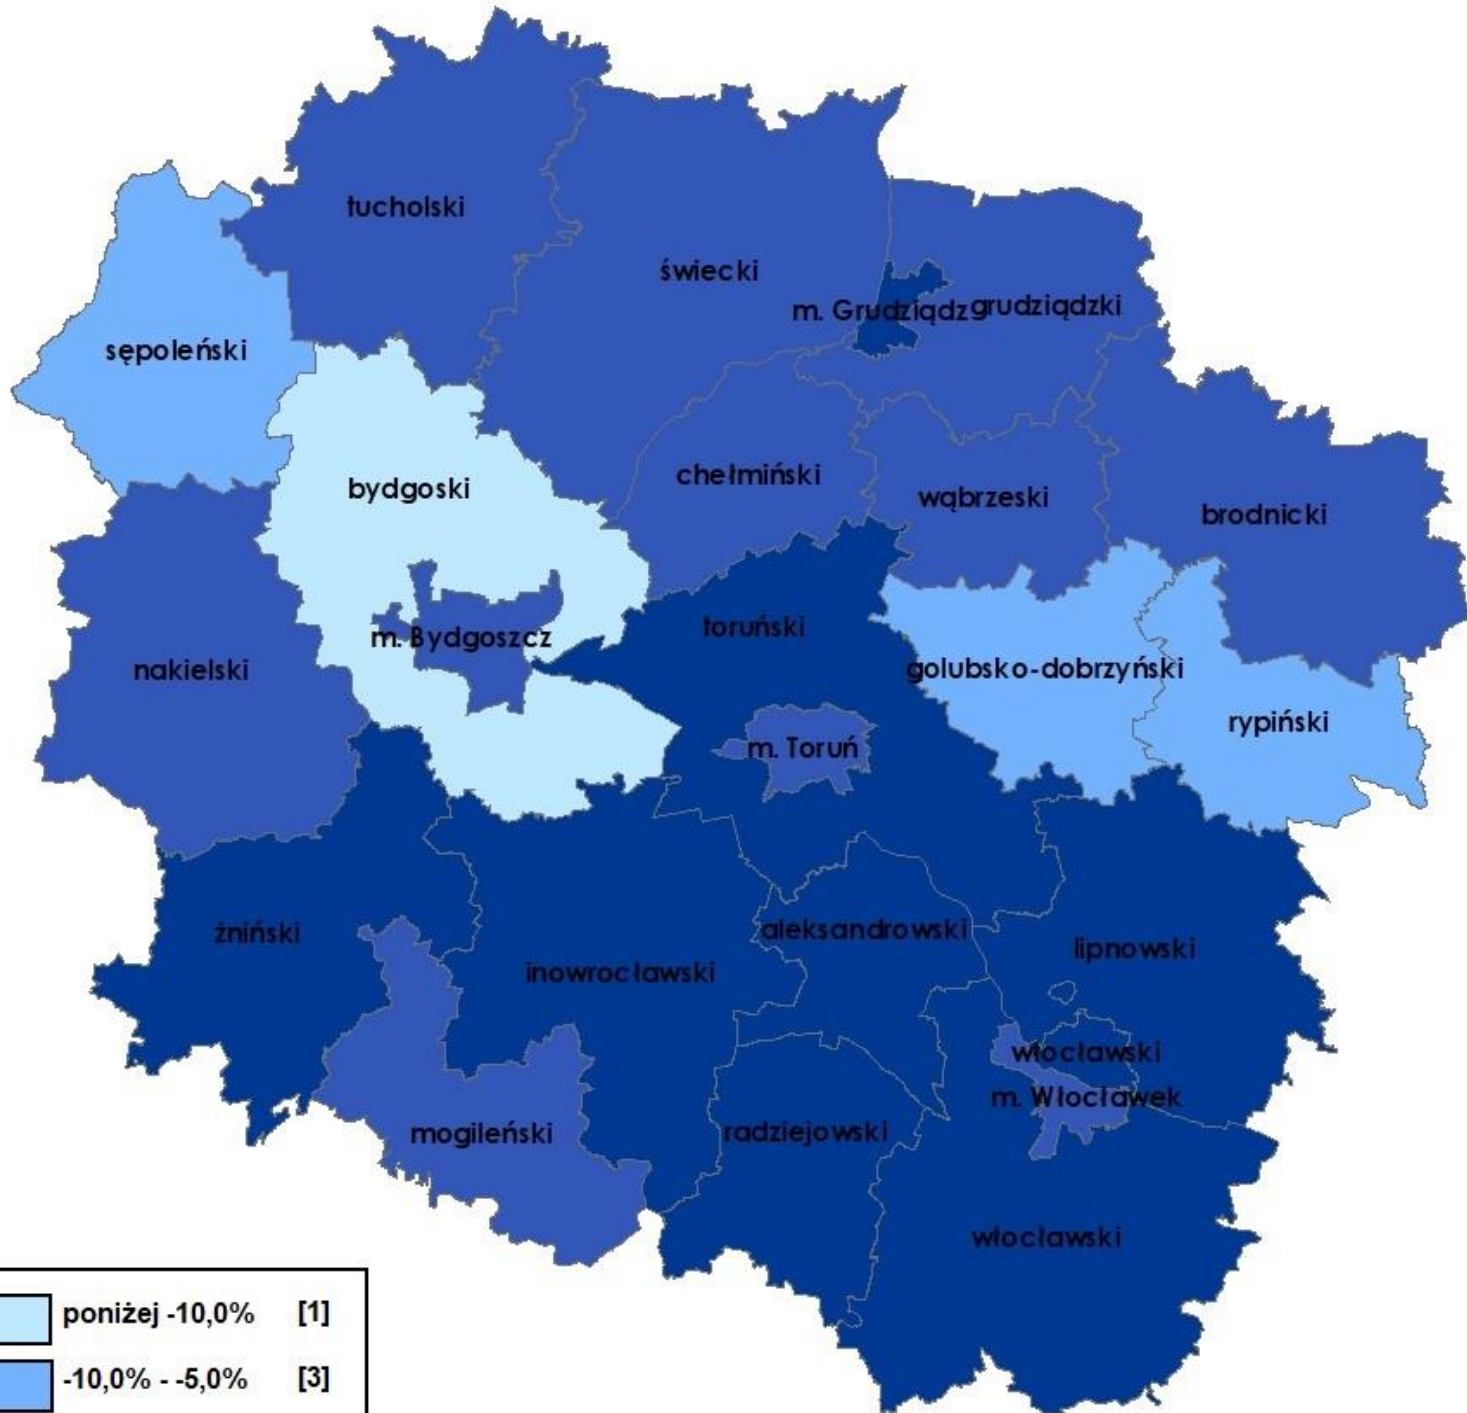 tucholski
świecki
m. Grudziądz
grudziądzki
sępoleński
bydgoski
chełmiński
wąbrzeski
brodnicki
m. Bydgoszcz
toruński
nakielski
golubsko-dobrzyński
rypiński
m. Toruń
żniński
aleksandrowski
inowrocławski
lipnowski
włocławski
m. Włocławek
mogileński
radziejowski
włocławski
poniżej -10,0% [1]
-10,0% - -5,0% [3]